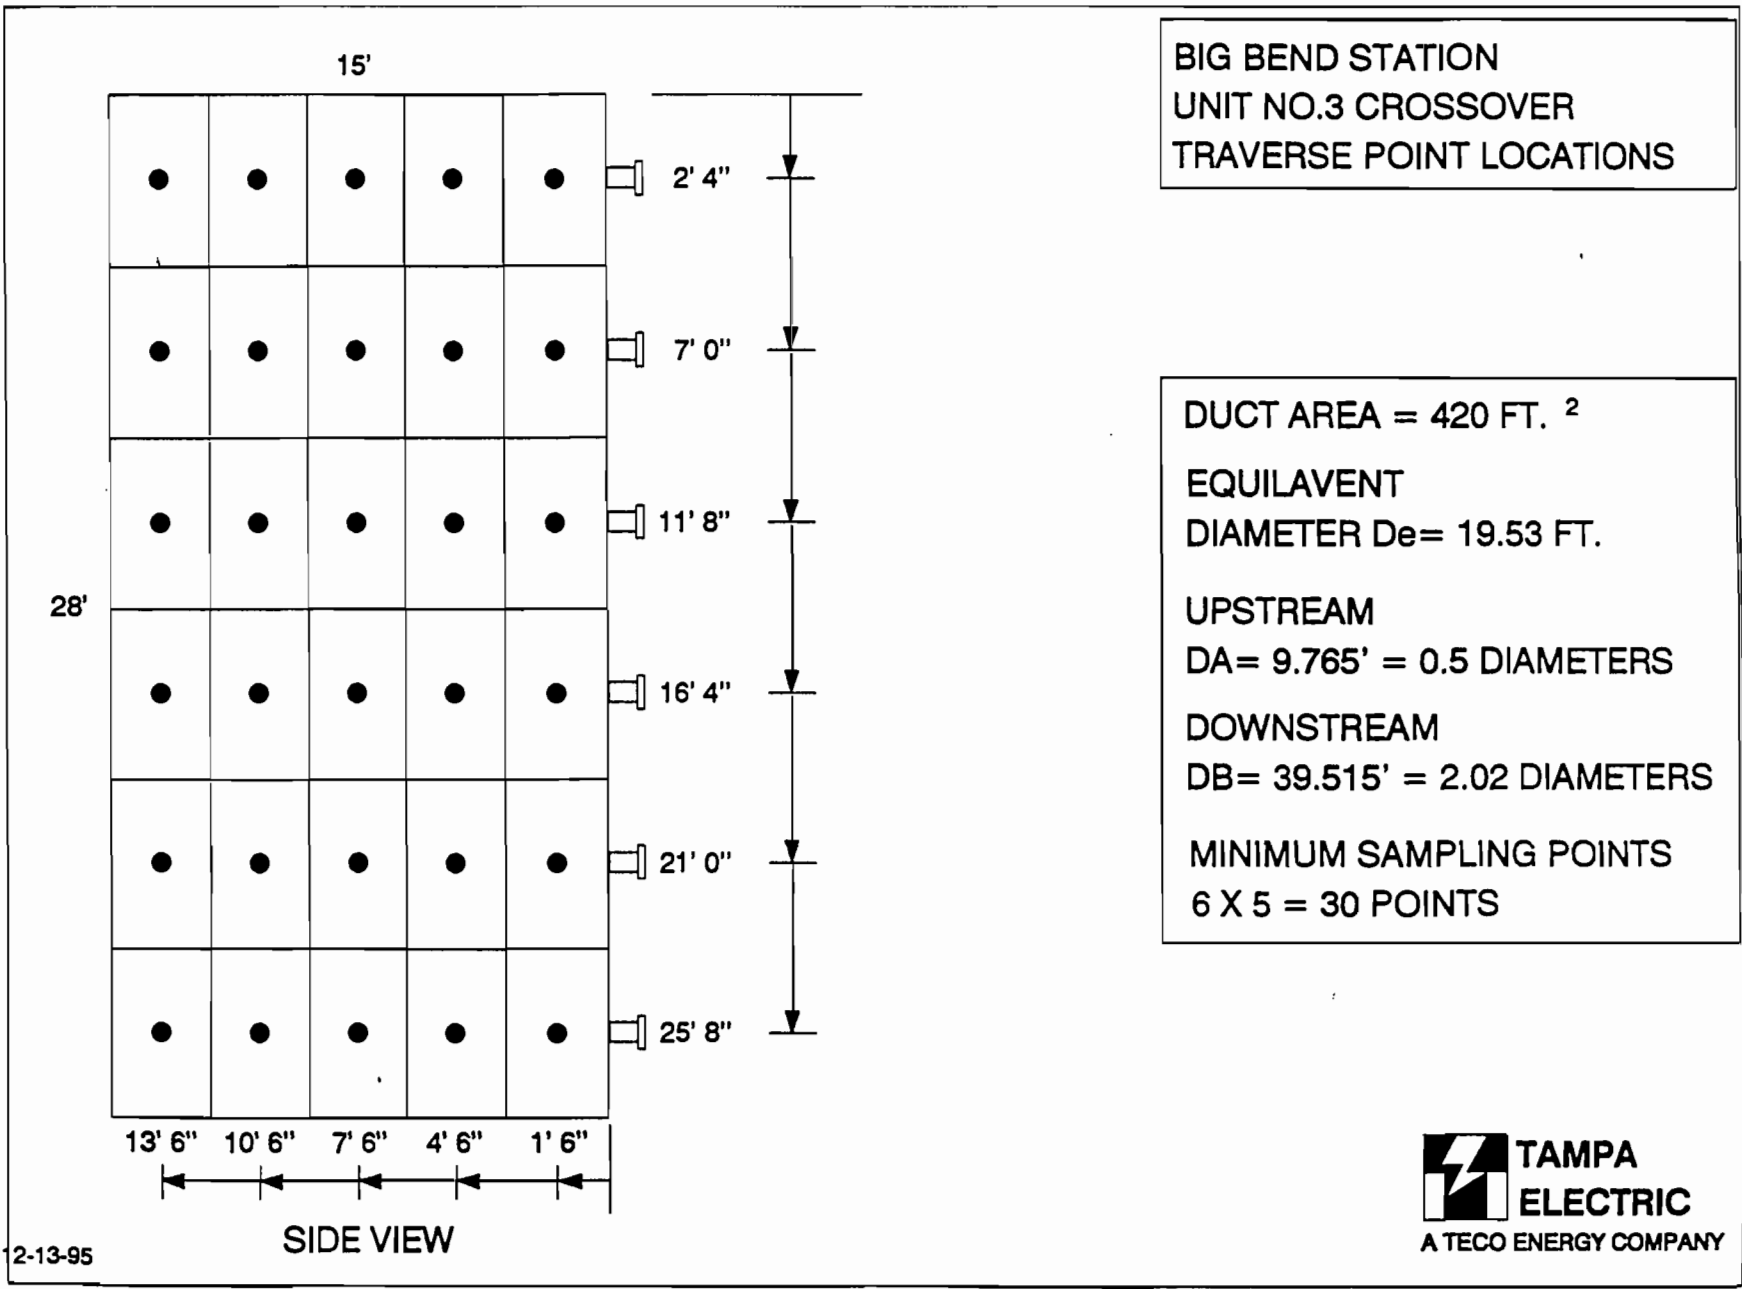 15'
BIG BEND STATION
UNIT NO.3 CROSSOVER
TRAVERSE POINT LOCATIONS
2' 4"
7' 0"
11' 8"
28'
16' 4"
21' 0"
25' 8"
13' 6" 10' 6" 7' 6" 4' 6" 1' 6"
SIDE VIEW
DUCT AREA = 420 FT. 2
EQUILAVENT
DIAMETER De= 19.53 FT.
UPSTREAM
DA= 9.765' = 0.5 DIAMETERS
DOWNSTREAM
DB= 39.515' = 2.02 DIAMETERS
MINIMUM SAMPLING POINTS
6 X 5 = 30 POINTS
TAMPA
ELECTRIC
A TECO ENERGY COMPANY
12-13-95